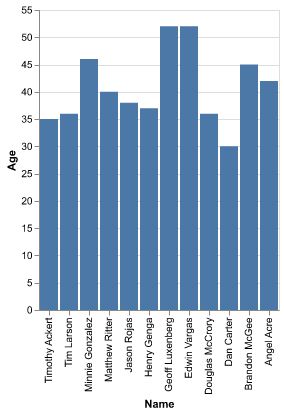 55
50
45
40
35
30
25
20
15
10
5
0
Age
Timothy Ackert
Tim Larson
Minnie Gonzalez
Matthew Ritter
Jason Rojas
Henry Genga
Geoff Luxenberg
Edwin Vargas
Douglas McCrory
Dan Carter
Brandon McGee
Angel Acre
Name